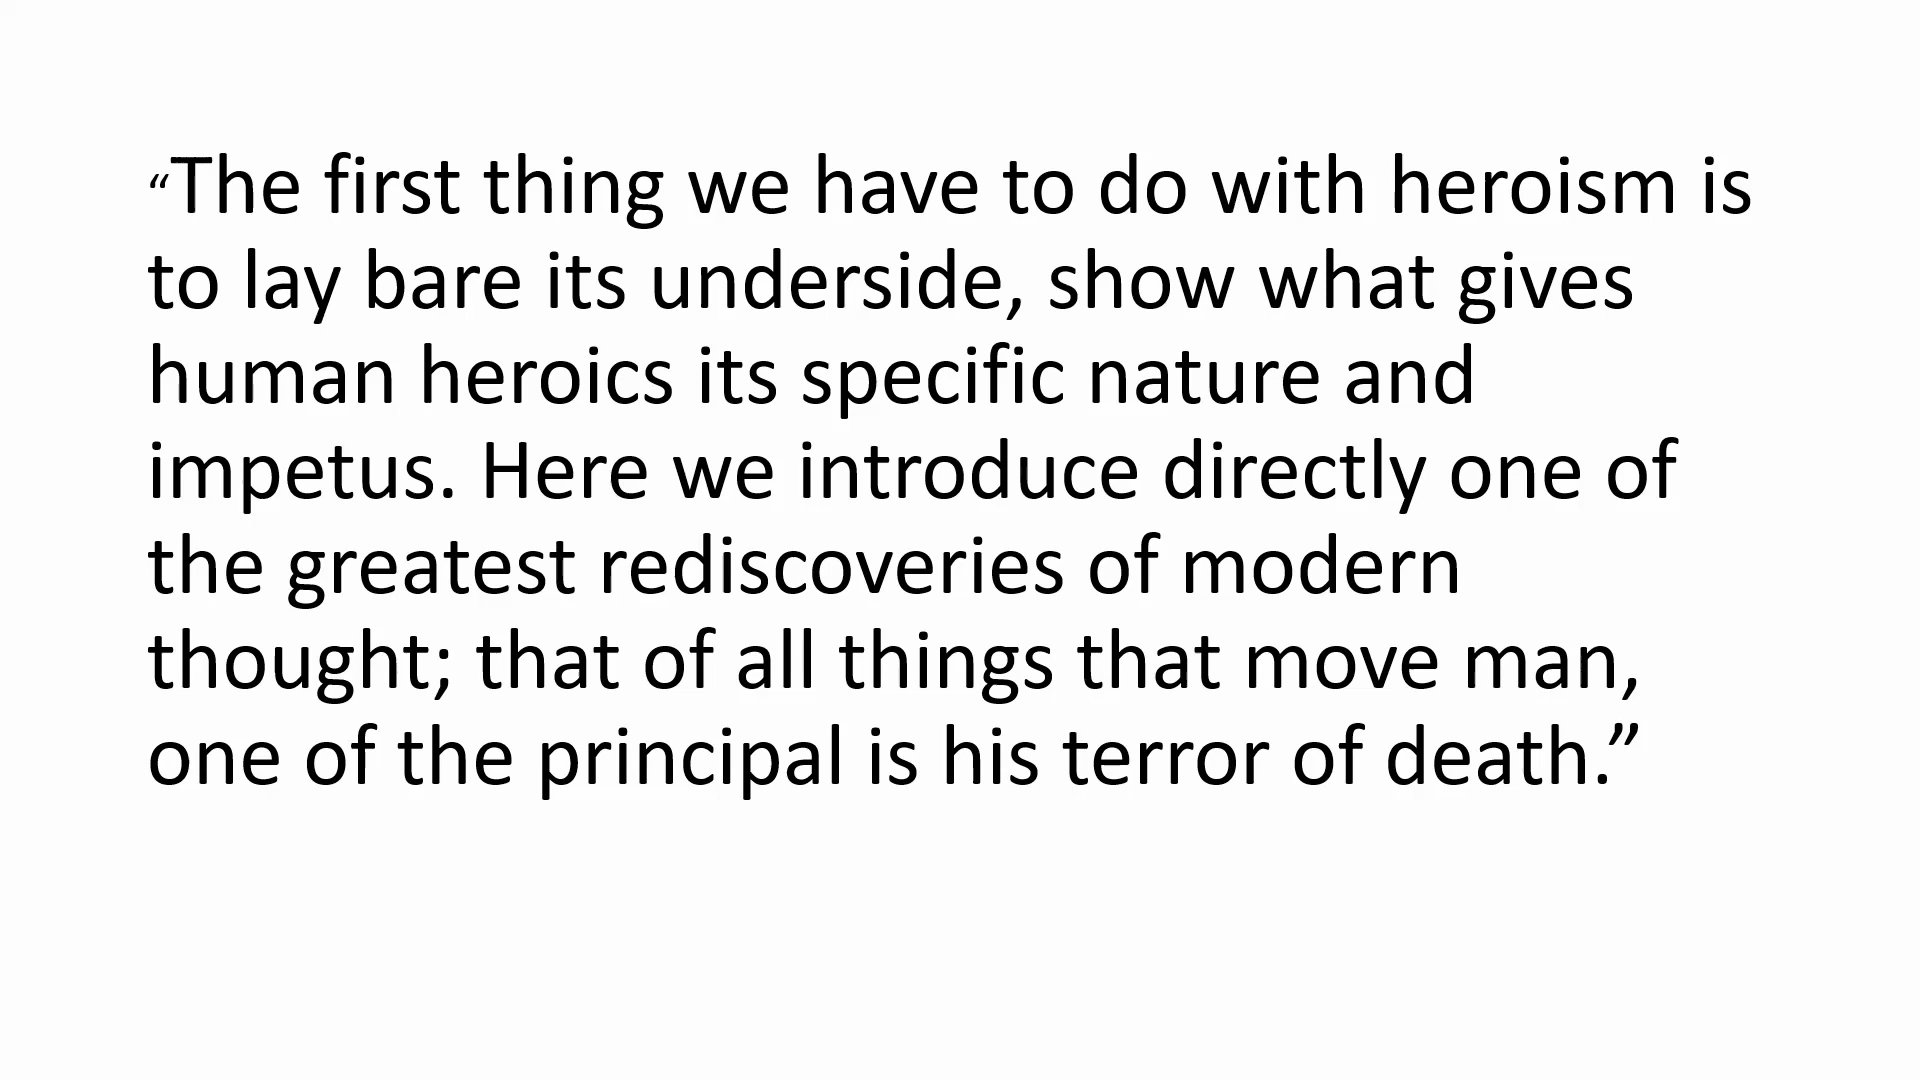 “The first thing we have to do with heroism is
to lay bare its underside, show what gives
human heroics its specific nature and
impetus. Here we introduce directly one of
the greatest rediscoveries of modern
thought; that of all things that move man,
one of the principal is his terror of death.”